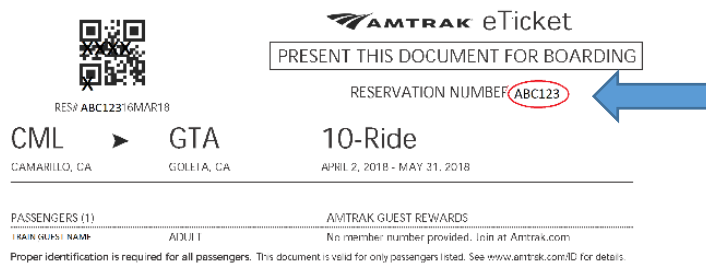 AMTRAK eTicket
PRESENT THIS DOCUMENT FOR BOARDING
RESERVATION NUMBER ABC123
XXXX
X
RES# ABC12316MAR18
CML GTA 10-Ride
CAMARILLO, CA GOLETA, CA APRIL 2, 2018 - MAY 31, 2018
PASSENGERS (1) AMTRAK GUEST REWARDS
TRAIN GUEST NAME ADULT No member number provided. Join at Amtrak.com
Proper identification is required for all passengers. This document is valid for only passengers listed. See www.amtrak.com/ID for details.